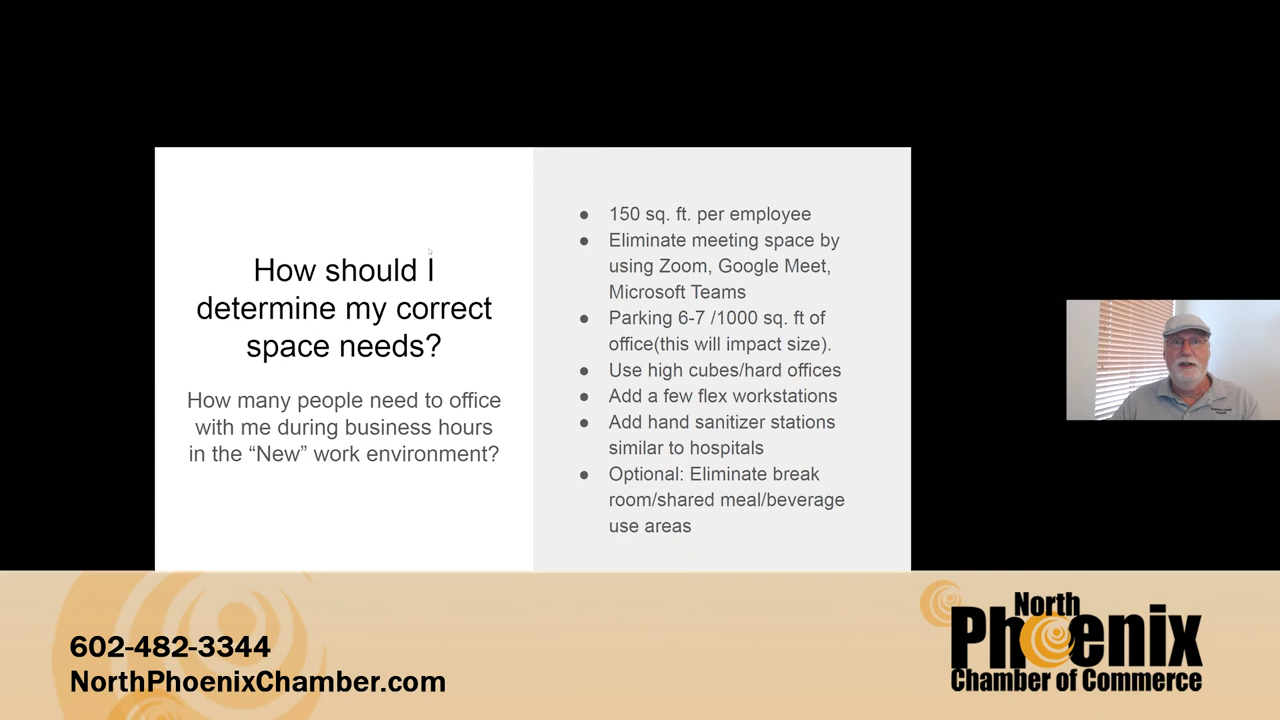 How should I
determine my correct
space needs?
How many people need to office
with me during business hours
in the “New” work environment?
● 150 sq. ft. per employee
● Eliminate meeting space by
using Zoom, Google Meet,
Microsoft Teams
● Parking 6-7 /1000 sq. ft of
office(this will impact size).
● Use high cubes/hard offices
● Add a few flex workstations
● Add hand sanitizer stations
similar to hospitals
● Optional: Eliminate break
room/shared meal/beverage
use areas
602-482-3344
NorthPhoenixChamber.com
North
Phoenix
Chamber of Commerce